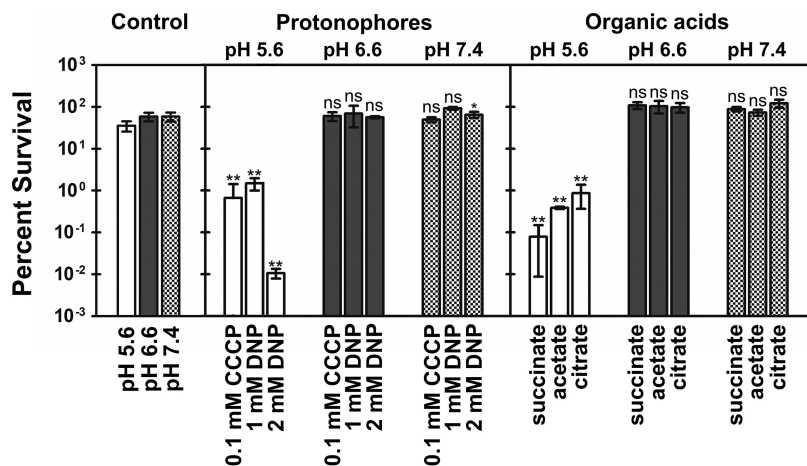 Control Protonophores Organic acids
pH 5.6 pH 6.6 pH 7.4 pH 5.6 pH 6.6 pH 7.4
Percent Survival
10³
10²
10¹
10⁰
10⁻¹
10⁻²
10⁻³
** ** **
ns ns ns
ns ns *
** ** **
ns ns ns
ns ns ns
pH 5.6
pH 6.6
pH 7.4
0.1 mM CCCP
1 mM DNP
2 mM DNP
0.1 mM CCCP
1 mM DNP
2 mM DNP
0.1 mM CCCP
1 mM DNP
2 mM DNP
succinate
acetate
citrate
succinate
acetate
citrate
succinate
acetate
citrate